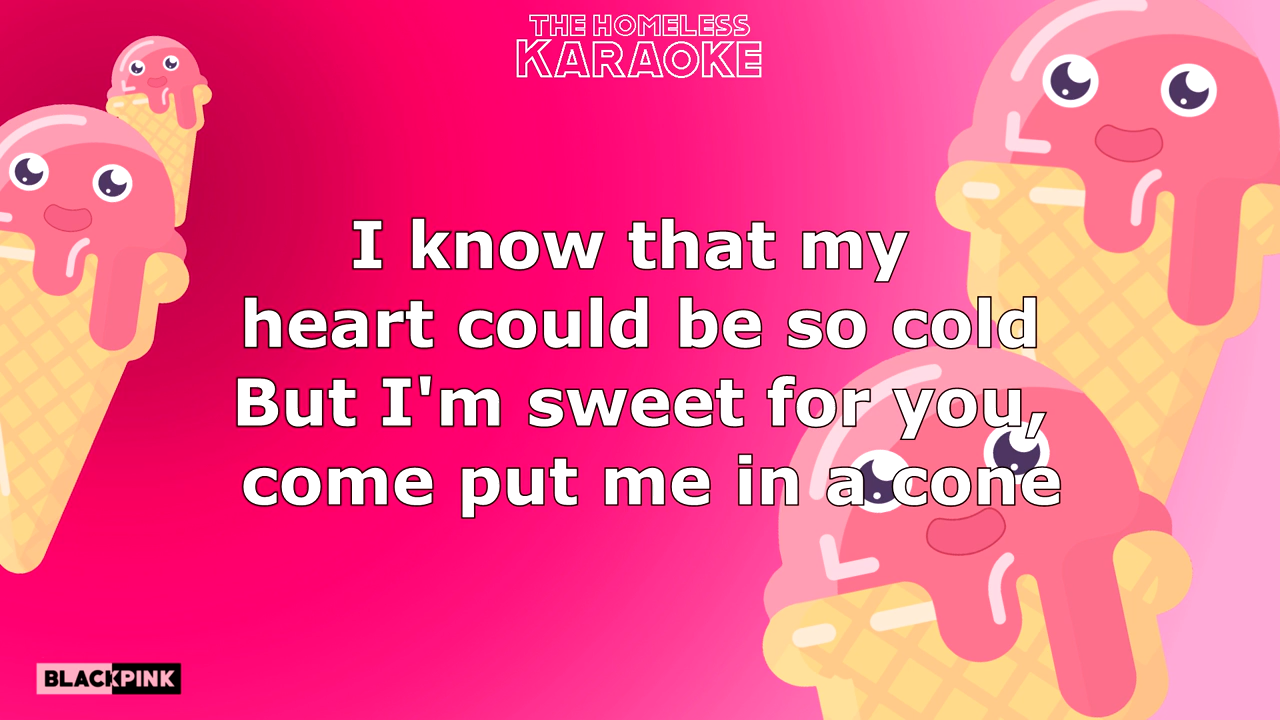 THE HOMELESS
KARAOKE
I know that my
heart could be so cold
But I'm sweet for you,
come put me in a cone
BLACKPINK